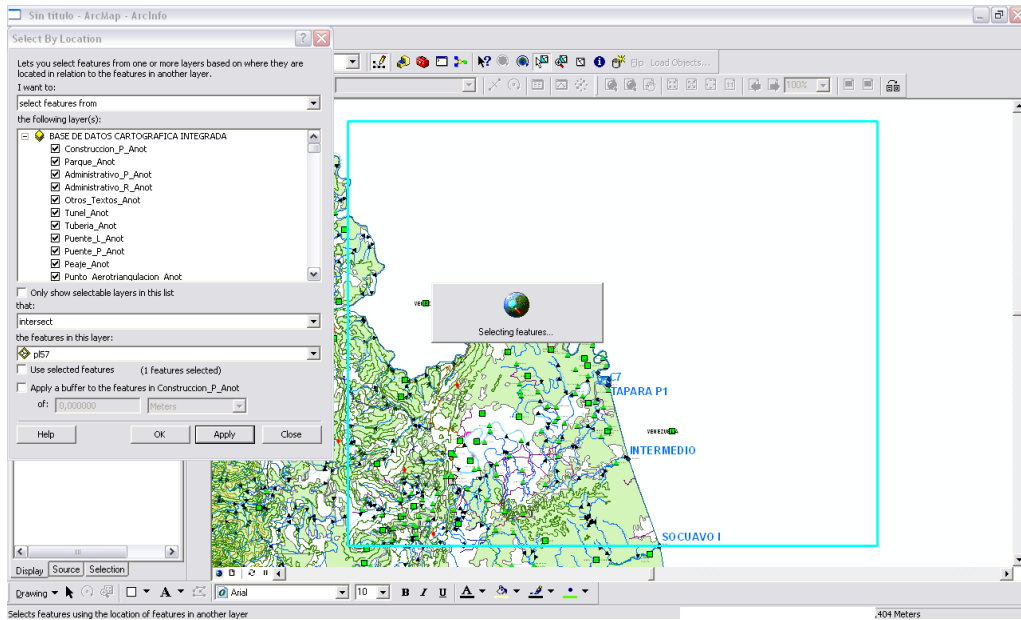 Sin título - ArcMap - ArcInfo
Select By Location
Lets you select features from one or more layers based on where they are
located in relation to the features in another layer.
I want to:
select features from
the following layer(s):
BASE DE DATOS CARTOGRAFICA INTEGRADA
Construccion_P_Anot
Parque_Anot
Administrativo_P_Anot
Administrativo_R_Anot
Otros_Textos_Anot
Tunel_Anot
Tuberia_Anot
Puente_L_Anot
Puente_P_Anot
Peaje_Anot
Punto_Aerotriangulacion_Anot
Only show selectable layers in this list
that:
intersect
the features in this layer:
pl57
Use selected features (1 features selected)
Apply a buffer to the features in Construccion_P_Anot
of: 0,000000 Meters
Help OK Apply Close
Flip Load Objects...
100%
Selecting features...
C7
TAPARA P1
INTERMEDIO
SOCUAVO I
Display Source Selection
Drawing A Arial 10 B I U A
Selects features using the location of features in another layer
,404 Meters